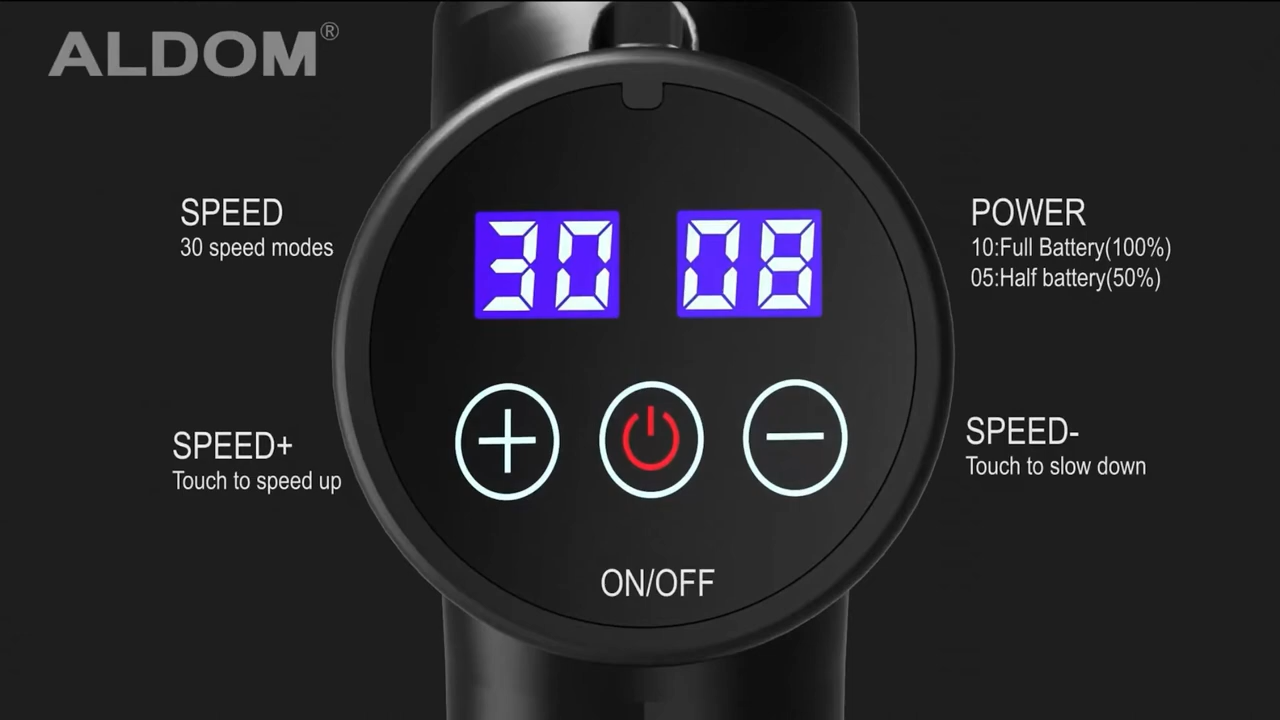 ALDOM®
SPEED
30 speed modes
30 08
POWER
10:Full Battery(100%)
05:Half battery(50%)
SPEED+
Touch to speed up
SPEED-
Touch to slow down
ON/OFF